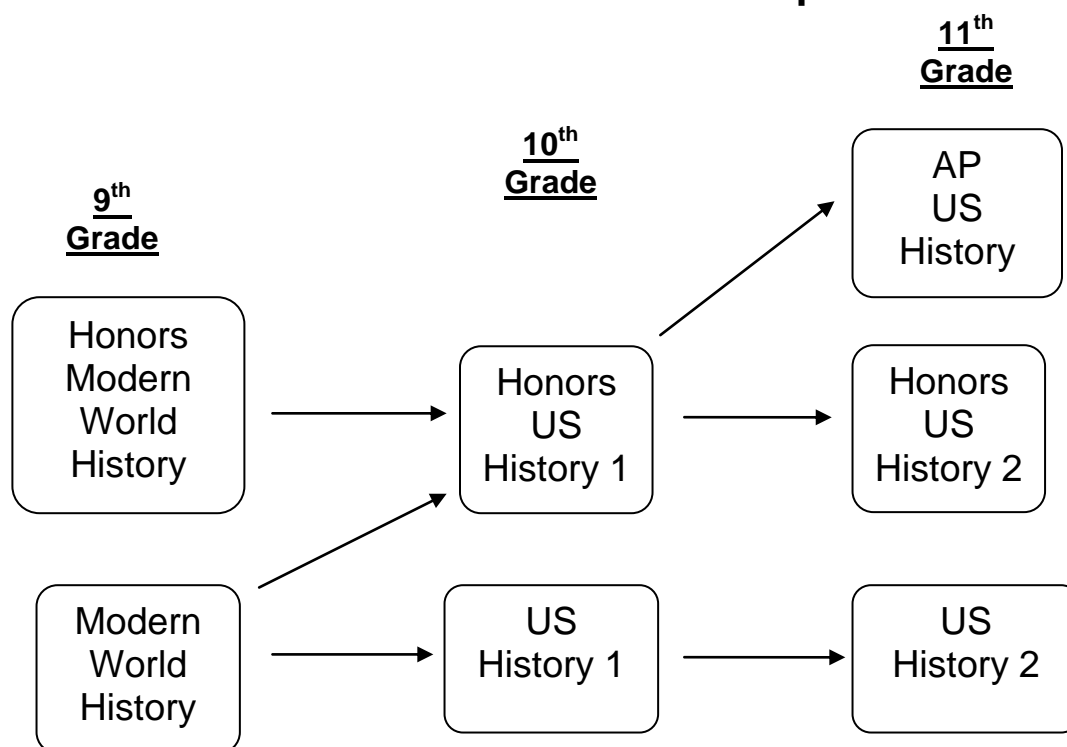 9th
Grade
Honors
Modern
World
History
Modern
World
History
10th
Grade
Honors
US
History 1
US
History 1
11th
Grade
AP
US
History
Honors
US
History 2
US
History 2